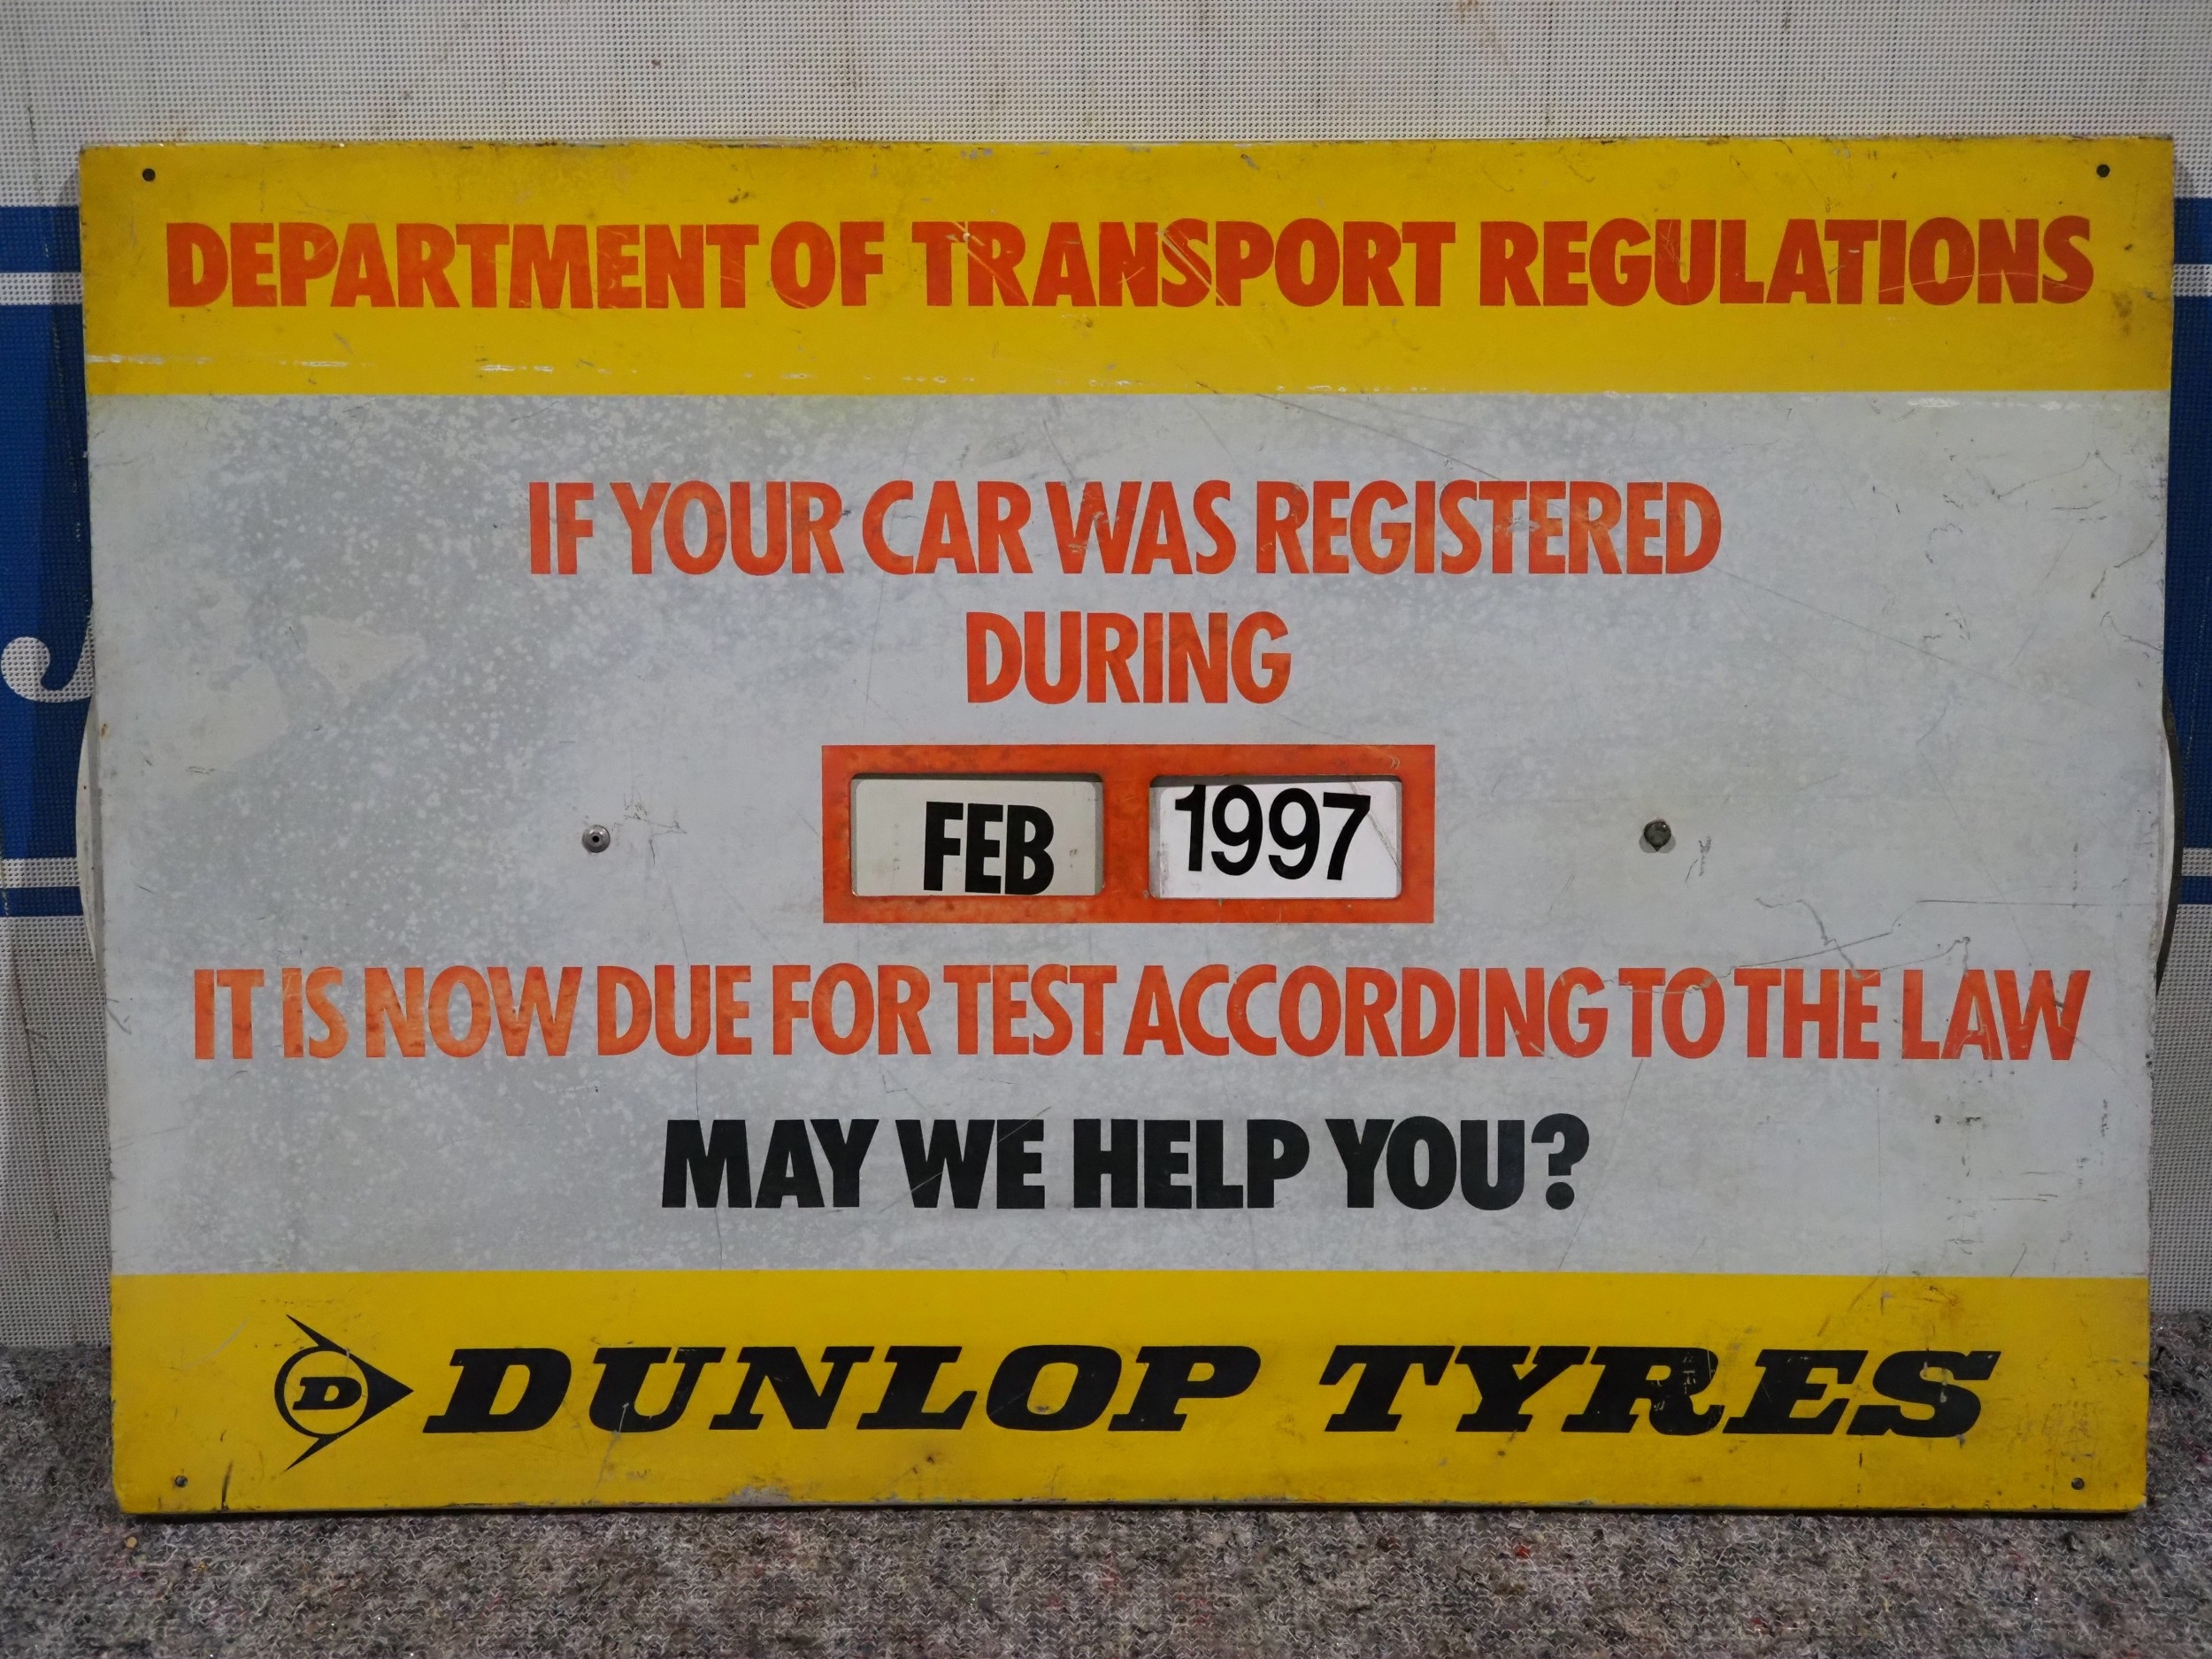 DEPARTMENT OF TRANSPORT REGULATIONS
IF YOUR CAR WAS REGISTERED
DURING
FEB 1997
IT IS NOW DUE FOR TEST ACCORDING TO THE LAW
MAY WE HELP YOU?
D DUNLOP TYRES